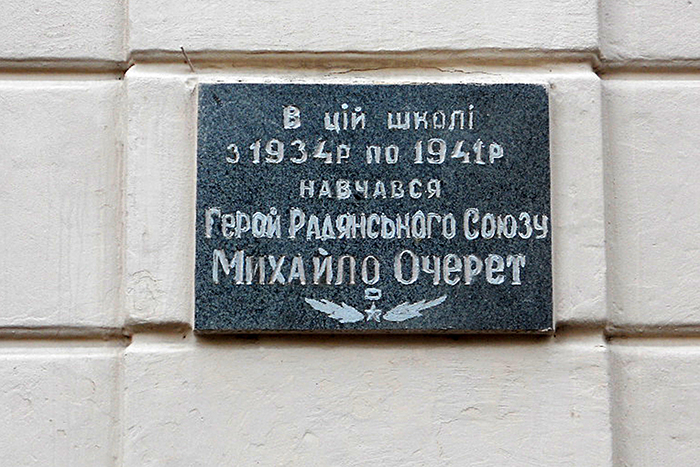 В цій школі
з 1934р по 1941р
навчався
Герой Радянського Союзу
Михайло Очерет